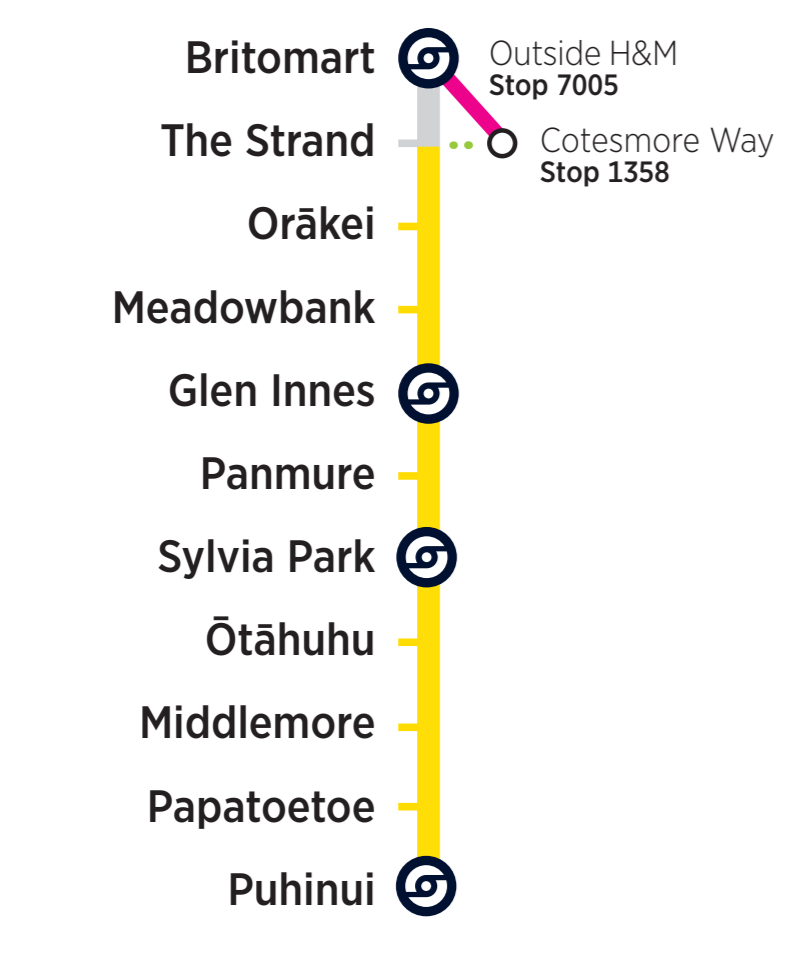 Britomart
Outside H&M
Stop 7005
The Strand
Cotesmore Way
Stop 1358
Orākei
Meadowbank
Glen Innes
Panmure
Sylvia Park
Ōtāhuhu
Middlemore
Papatoetoe
Puhinui